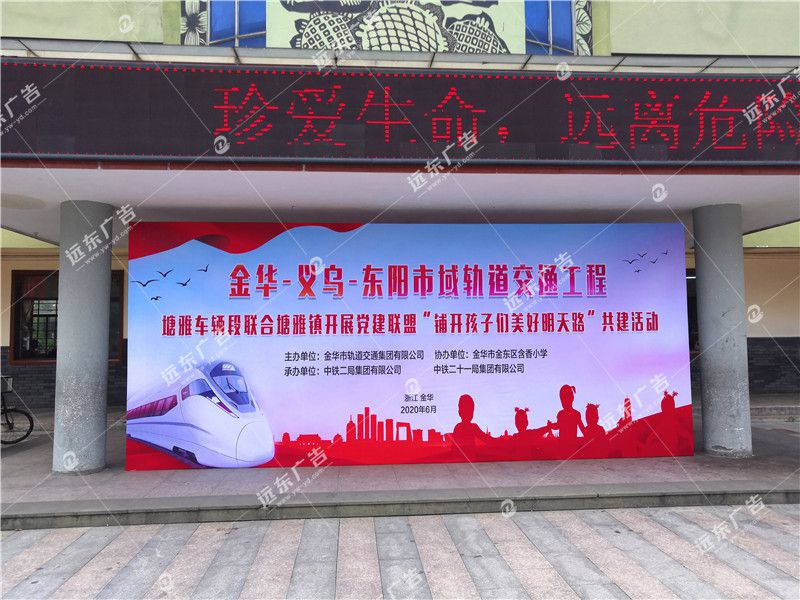 珍爱生命，远离危险
金华-义乌-东阳市域轨道交通工程
塘雅车辆段联合塘雅镇开展党建联盟“铺开孩子们美好明天路”共建活动
主办单位：金华市轨道交通集团有限公司 协办单位：金华市金东区含香小学
承办单位：中铁二局集团有限公司 中铁二十一局集团有限公司
浙江 金华
2020年6月
远东广告
www.yw-yd.com